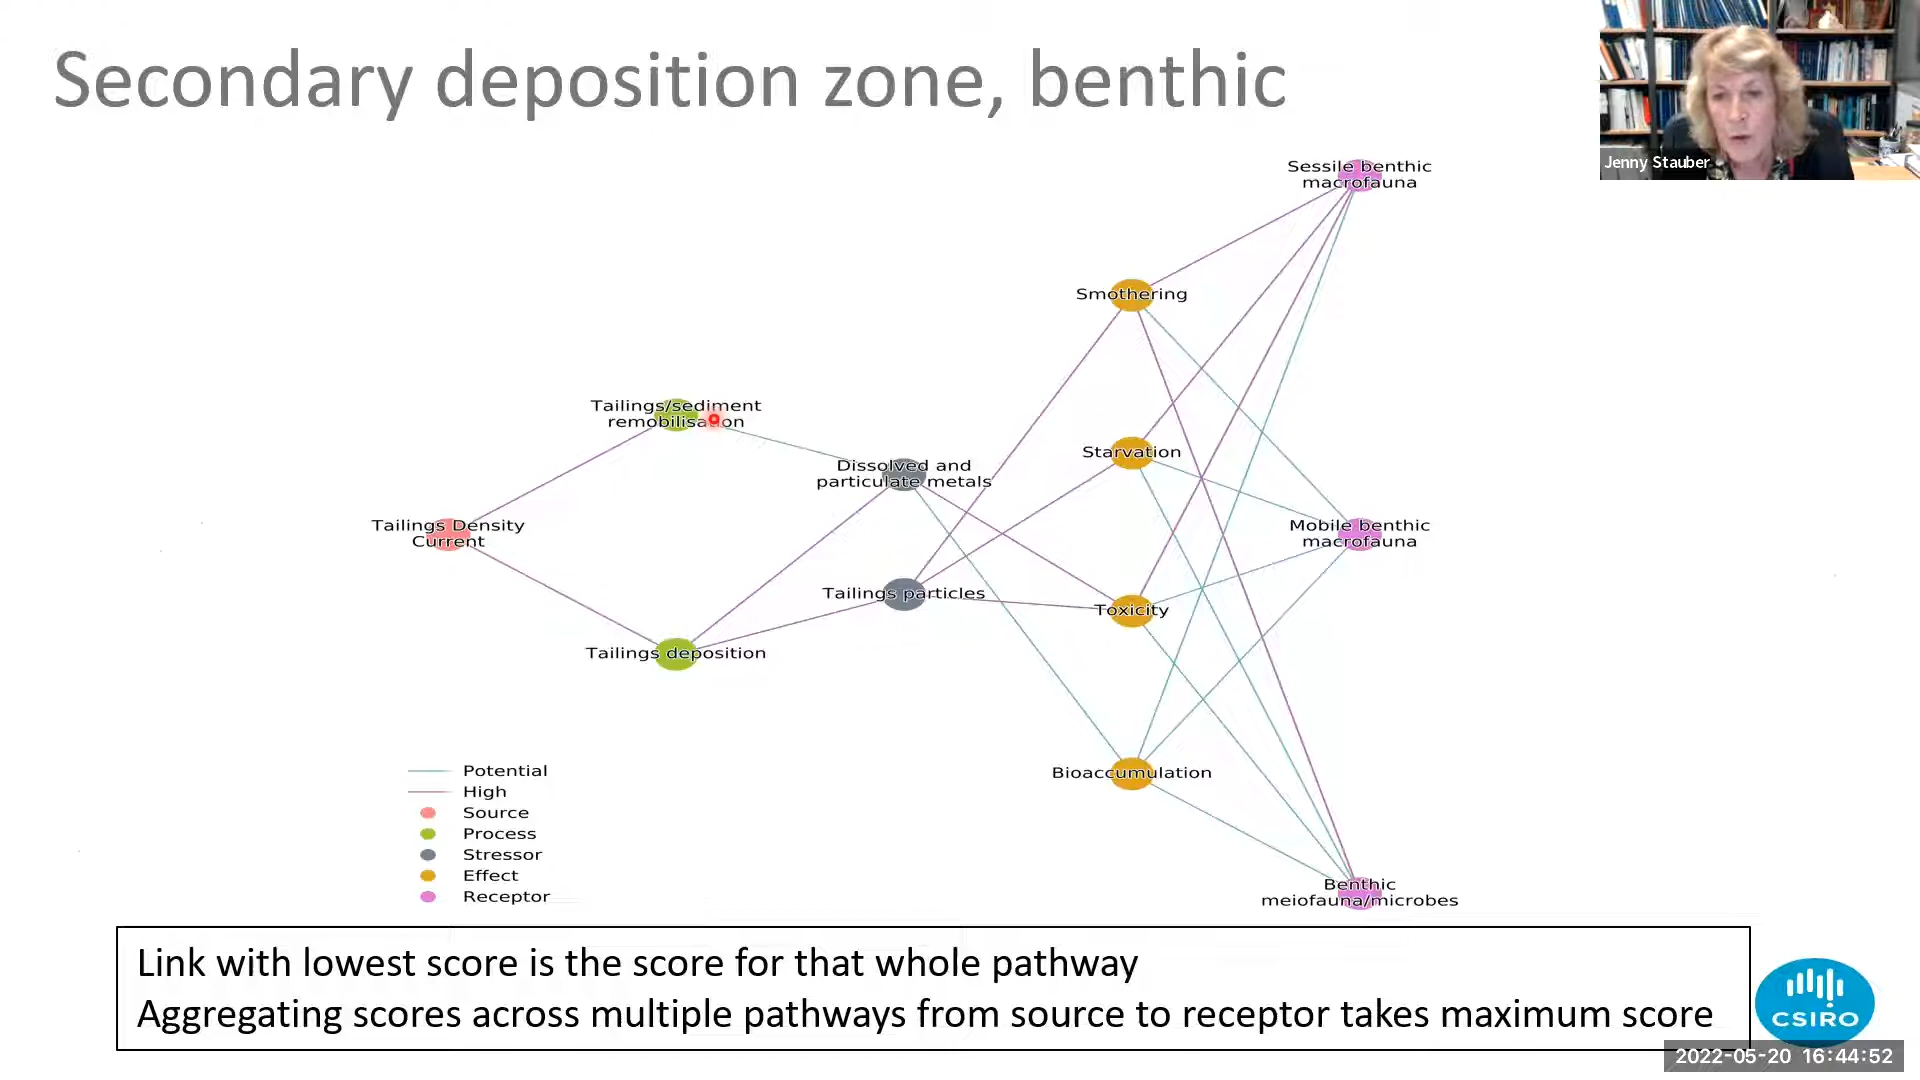 Secondary deposition zone, benthic
Jenny Stauber
Sessile benthic
macrofauna
Smothering
Tailings/sediment
remobilisation
Starvation
Dissolved and
particulate metals
Tailings Density
Current
Mobile benthic
macrofauna
Tailings particles
Toxicity
Tailings deposition
Bioaccumulation
Potential
High
Source
Process
Stressor
Effect
Receptor
Benthic
meiofauna/microbes
Link with lowest score is the score for that whole pathway
Aggregating scores across multiple pathways from source to receptor takes maximum score
CSIRO
2022-05-20 16:44:52